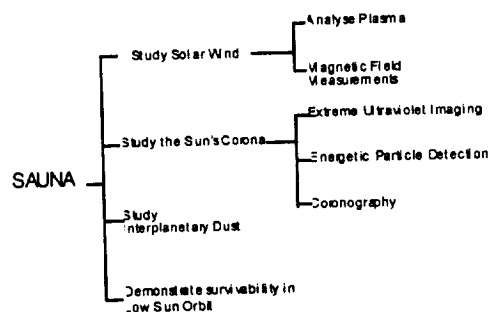 SAUNA
Study Solar Wind
Analyse Plasma
Magnetic Field
Measurements
Study the Sun's Corona
Extreme Ultraviolet Imaging
Energetic Particle Detection
Coronography
Study
Interplanetary Dust
Demonstrate survivability in
Low Sun Orbit